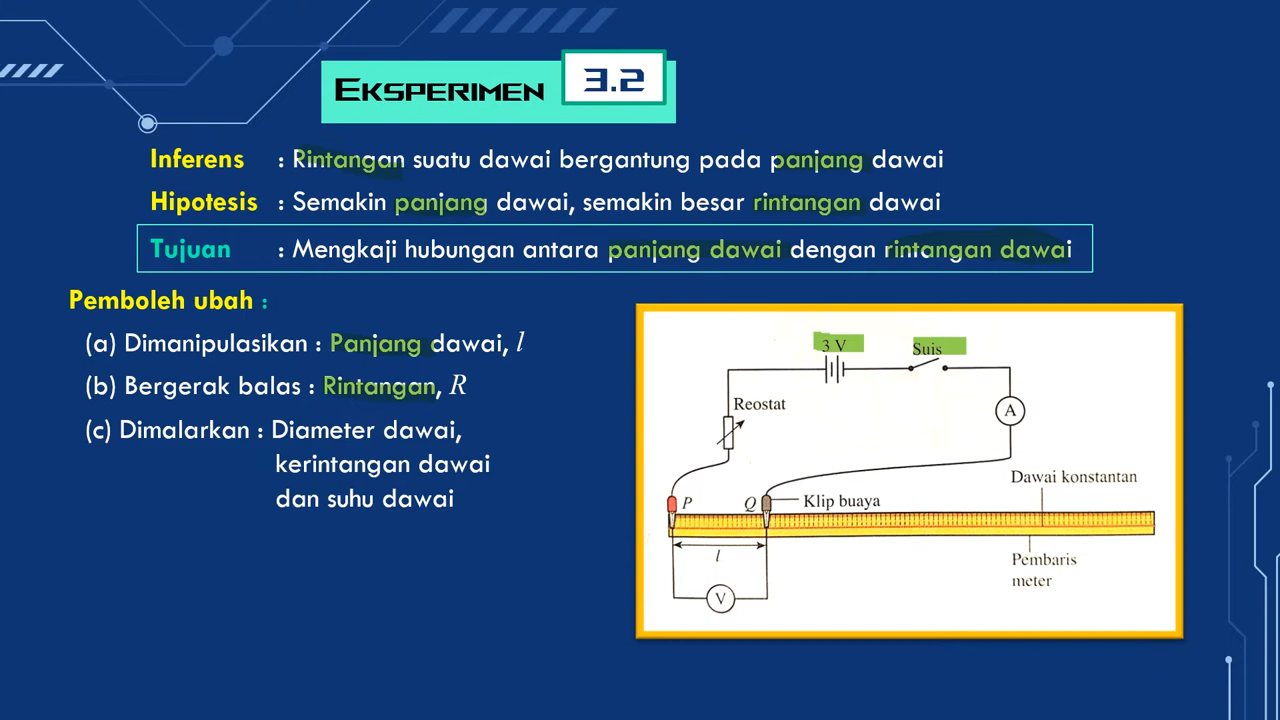 EKSPERIMEN 3.2
Inferens : Rintangan suatu dawai bergantung pada panjang dawai
Hipotesis : Semakin panjang dawai, semakin besar rintangan dawai
Tujuan : Mengkaji hubungan antara panjang dawai dengan rintangan dawai
Pemboleh ubah :
(a) Dimanipulasikan : Panjang dawai, l
(b) Bergerak balas : Rintangan, R
(c) Dimalarkan : Diameter dawai,
kerintangan dawai
dan suhu dawai
3 V
Suis
Reostat
A
Dawai konstantan
P
Q
Klip buaya
l
Pembaris
meter
V